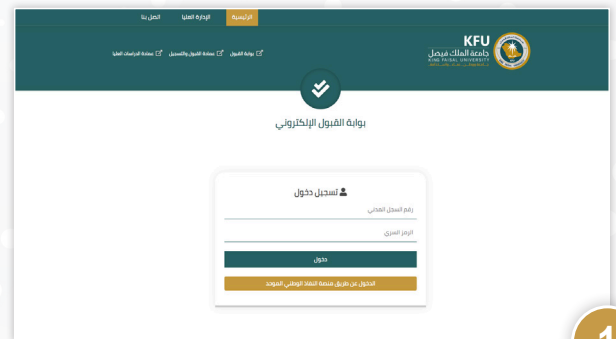 الرئيسية الإدارة العليا اتصل بنا
KFU
جامعة الملك فيصل
KING FAISAL UNIVERSITY
بوابة القبول عمادة القبول والتسجيل عمادة الدراسات العليا
بوابة القبول الإلكتروني
تسجيل دخول
رقم السجل المدني
الرمز السري
دخول
الدخول عن طريق منصة النفاذ الوطني الموحد
1